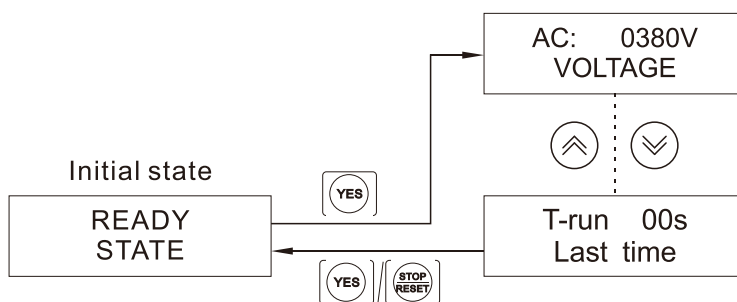 AC: 0380V
VOLTAGE
Initial state
YES
READY
STATE
T-run 00s
Last time
YES / STOP
RESET